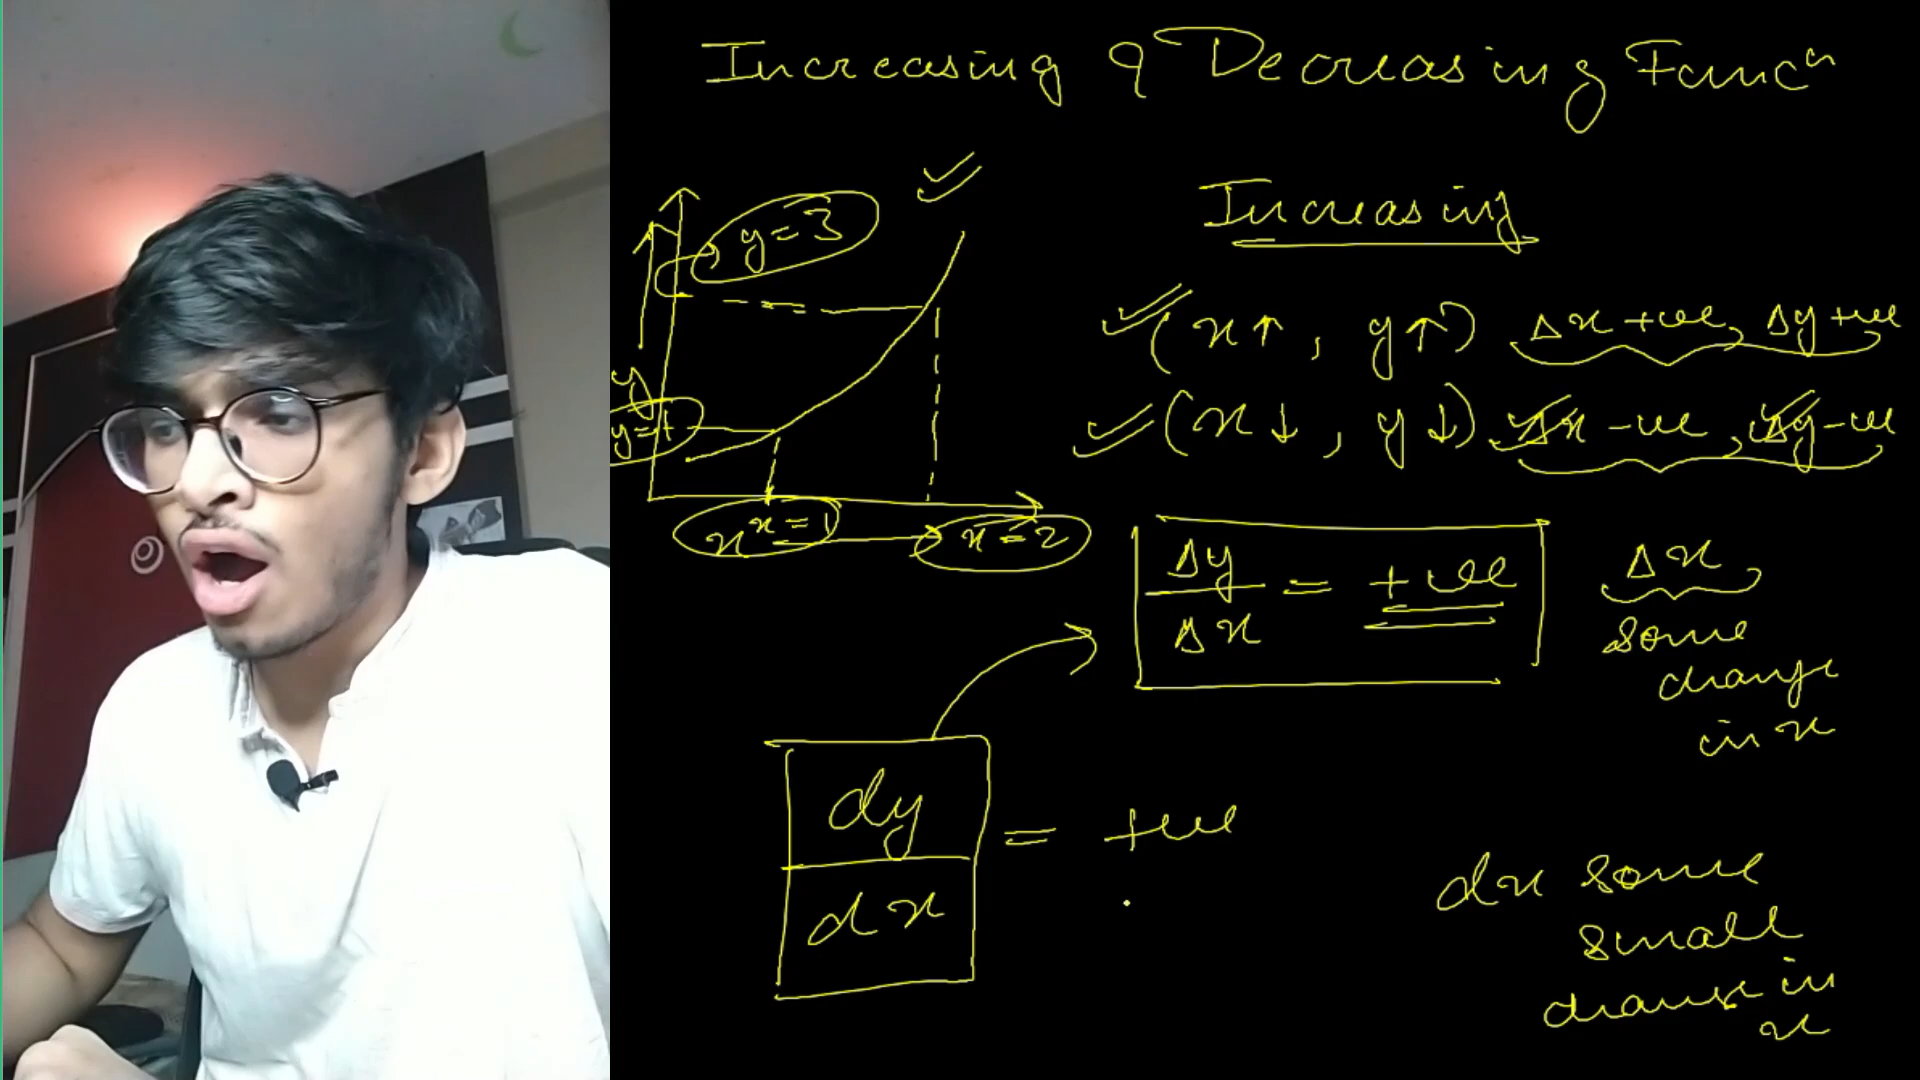 Increasing & Decreasing Funcⁿ
y=3
Increasing
(x↑, y↑) Δx +ve, Δy +ve
(x↓, y↓) Δx -ve, Δy -ve
y
y=1
x x=1 x=2
Δy/Δx = +ve
Δx
some
change
in x
dy/dx = +ve
dx some
small
change in
x